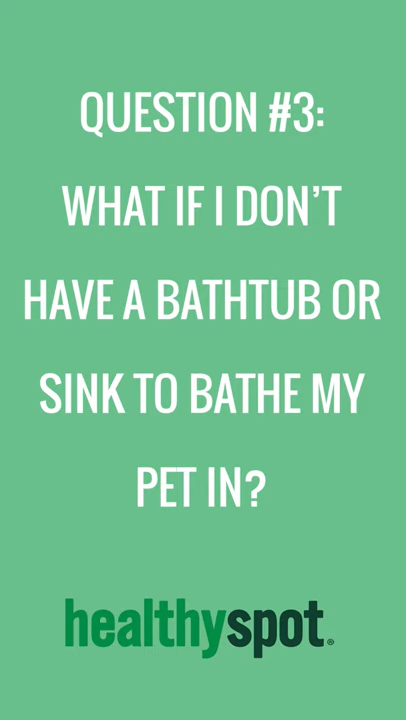 QUESTION #3:
WHAT IF I DON’T
HAVE A BATHTUB OR
SINK TO BATHE MY
PET IN?
healthyspot®